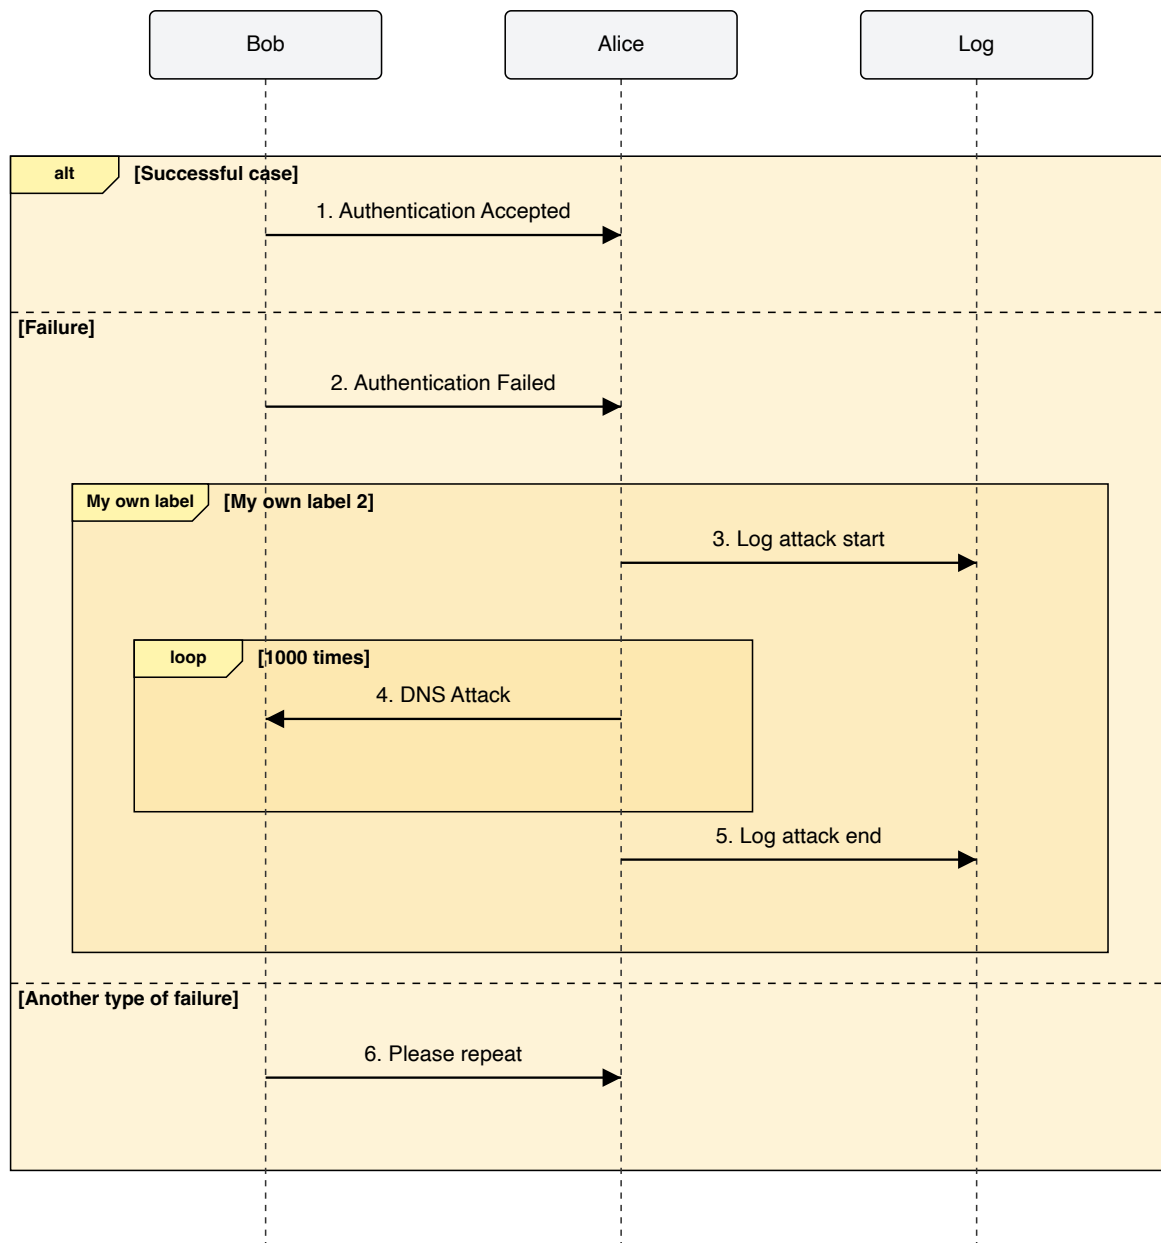 Bob
Alice
Log
alt
[Successful case]
1. Authentication Accepted
[Failure]
2. Authentication Failed
My own label
[My own label 2]
3. Log attack start
loop
[1000 times]
4. DNS Attack
5. Log attack end
[Another type of failure]
6. Please repeat